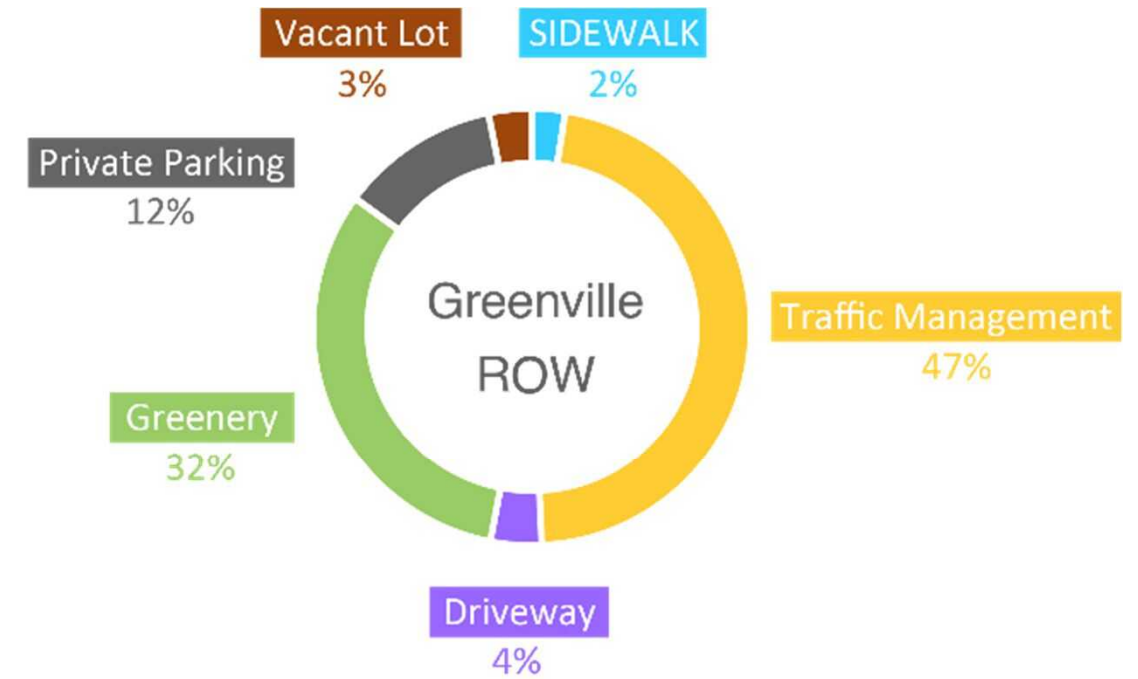 Vacant Lot
3%
SIDEWALK
2%
Private Parking
12%
Greenville
ROW
Traffic Management
47%
Greenery
32%
Driveway
4%